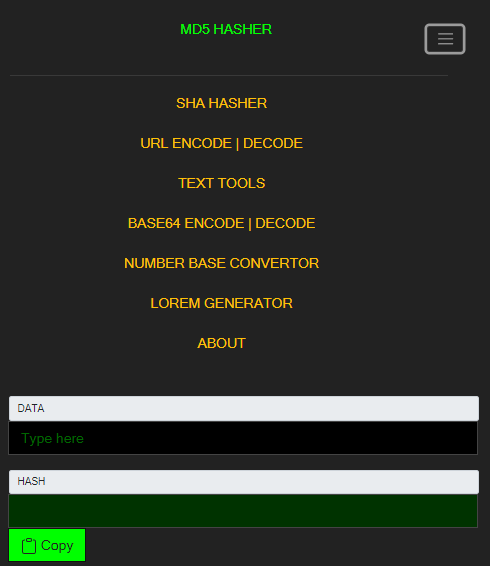 MD5 HASHER
SHA HASHER
URL ENCODE | DECODE
TEXT TOOLS
BASE64 ENCODE | DECODE
NUMBER BASE CONVERTOR
LOREM GENERATOR
ABOUT
DATA
Type here
HASH
Copy